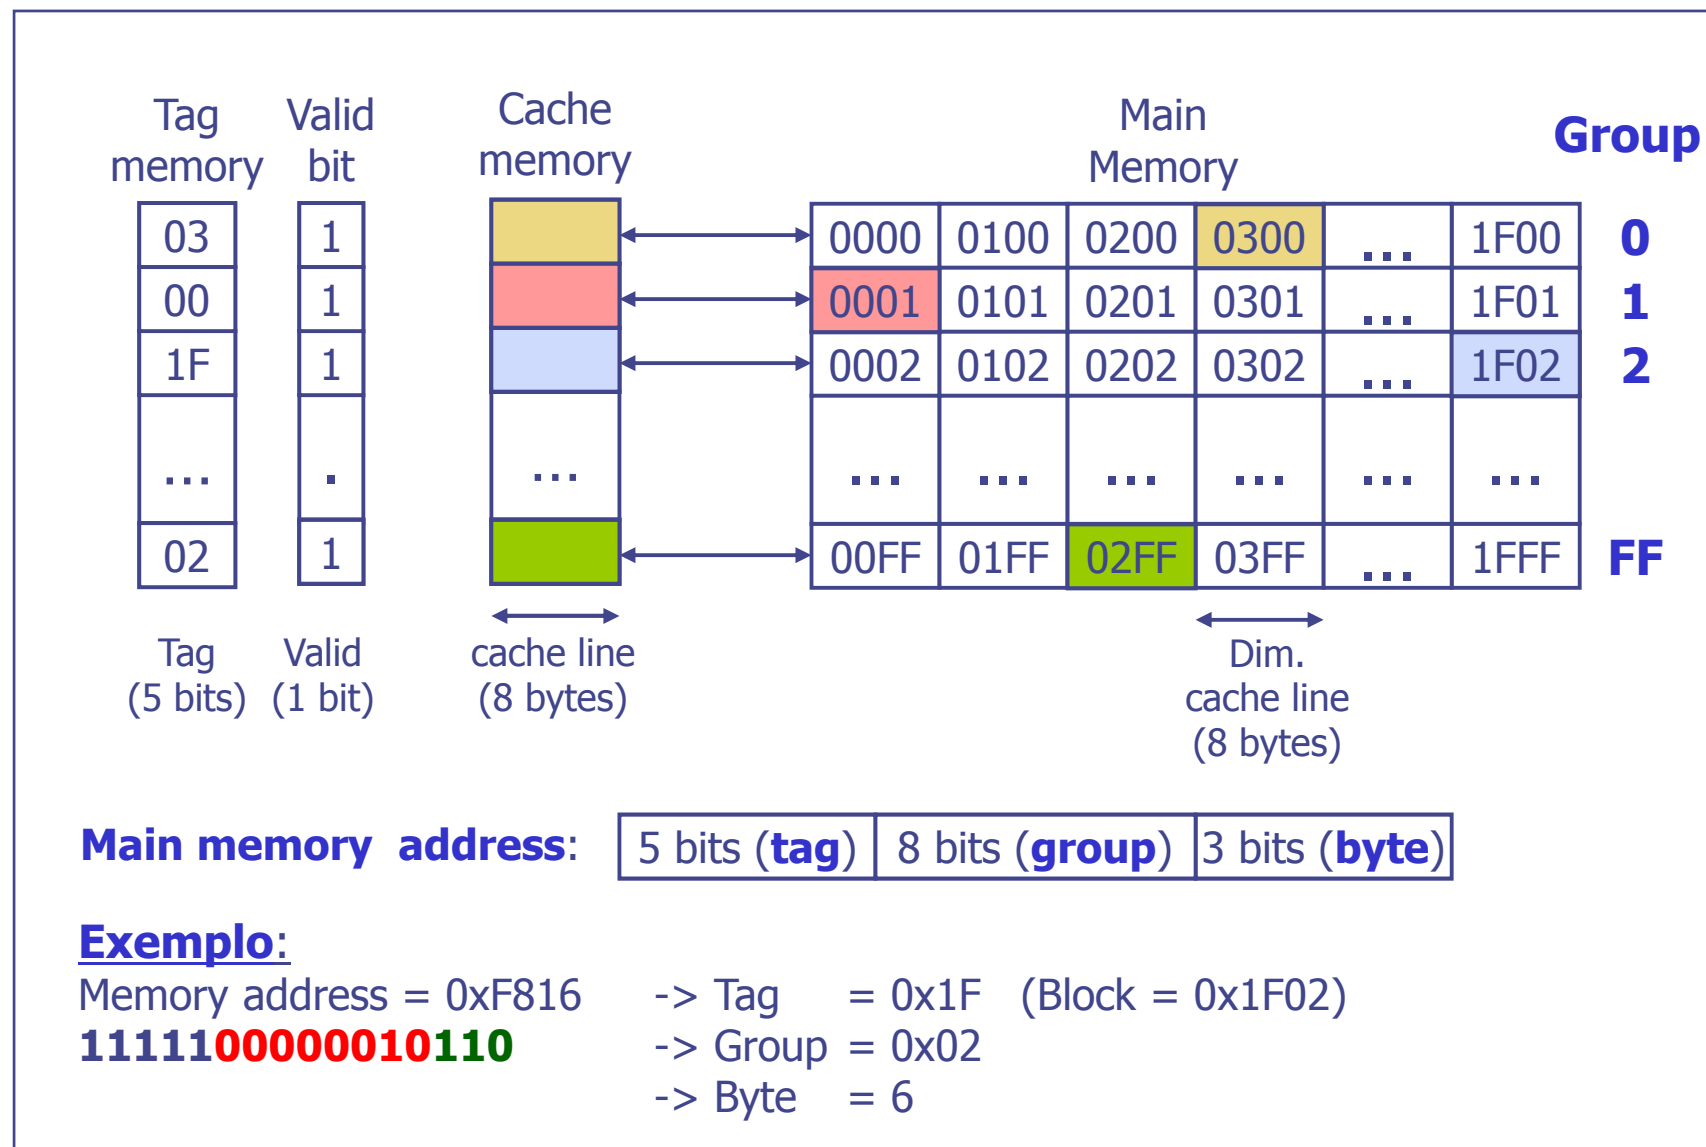 Tag memory
Valid bit
Cache memory
Main Memory
Group
03 1 0000 0100 0200 0300 ... 1F00 0
00 1 0001 0101 0201 0301 ... 1F01 1
1F 1 0002 0102 0202 0302 ... 1F02 2
... . ... ... ... ... ... ... ...
02 1 00FF 01FF 02FF 03FF ... 1FFF FF
Tag (5 bits)
Valid (1 bit)
cache line (8 bytes)
Dim. cache line (8 bytes)
Main memory address: 5 bits (tag) 8 bits (group) 3 bits (byte)
Exemplo:
Memory address = 0xF816 -> Tag = 0x1F (Block = 0x1F02)
1111100000010110 -> Group = 0x02
-> Byte = 6